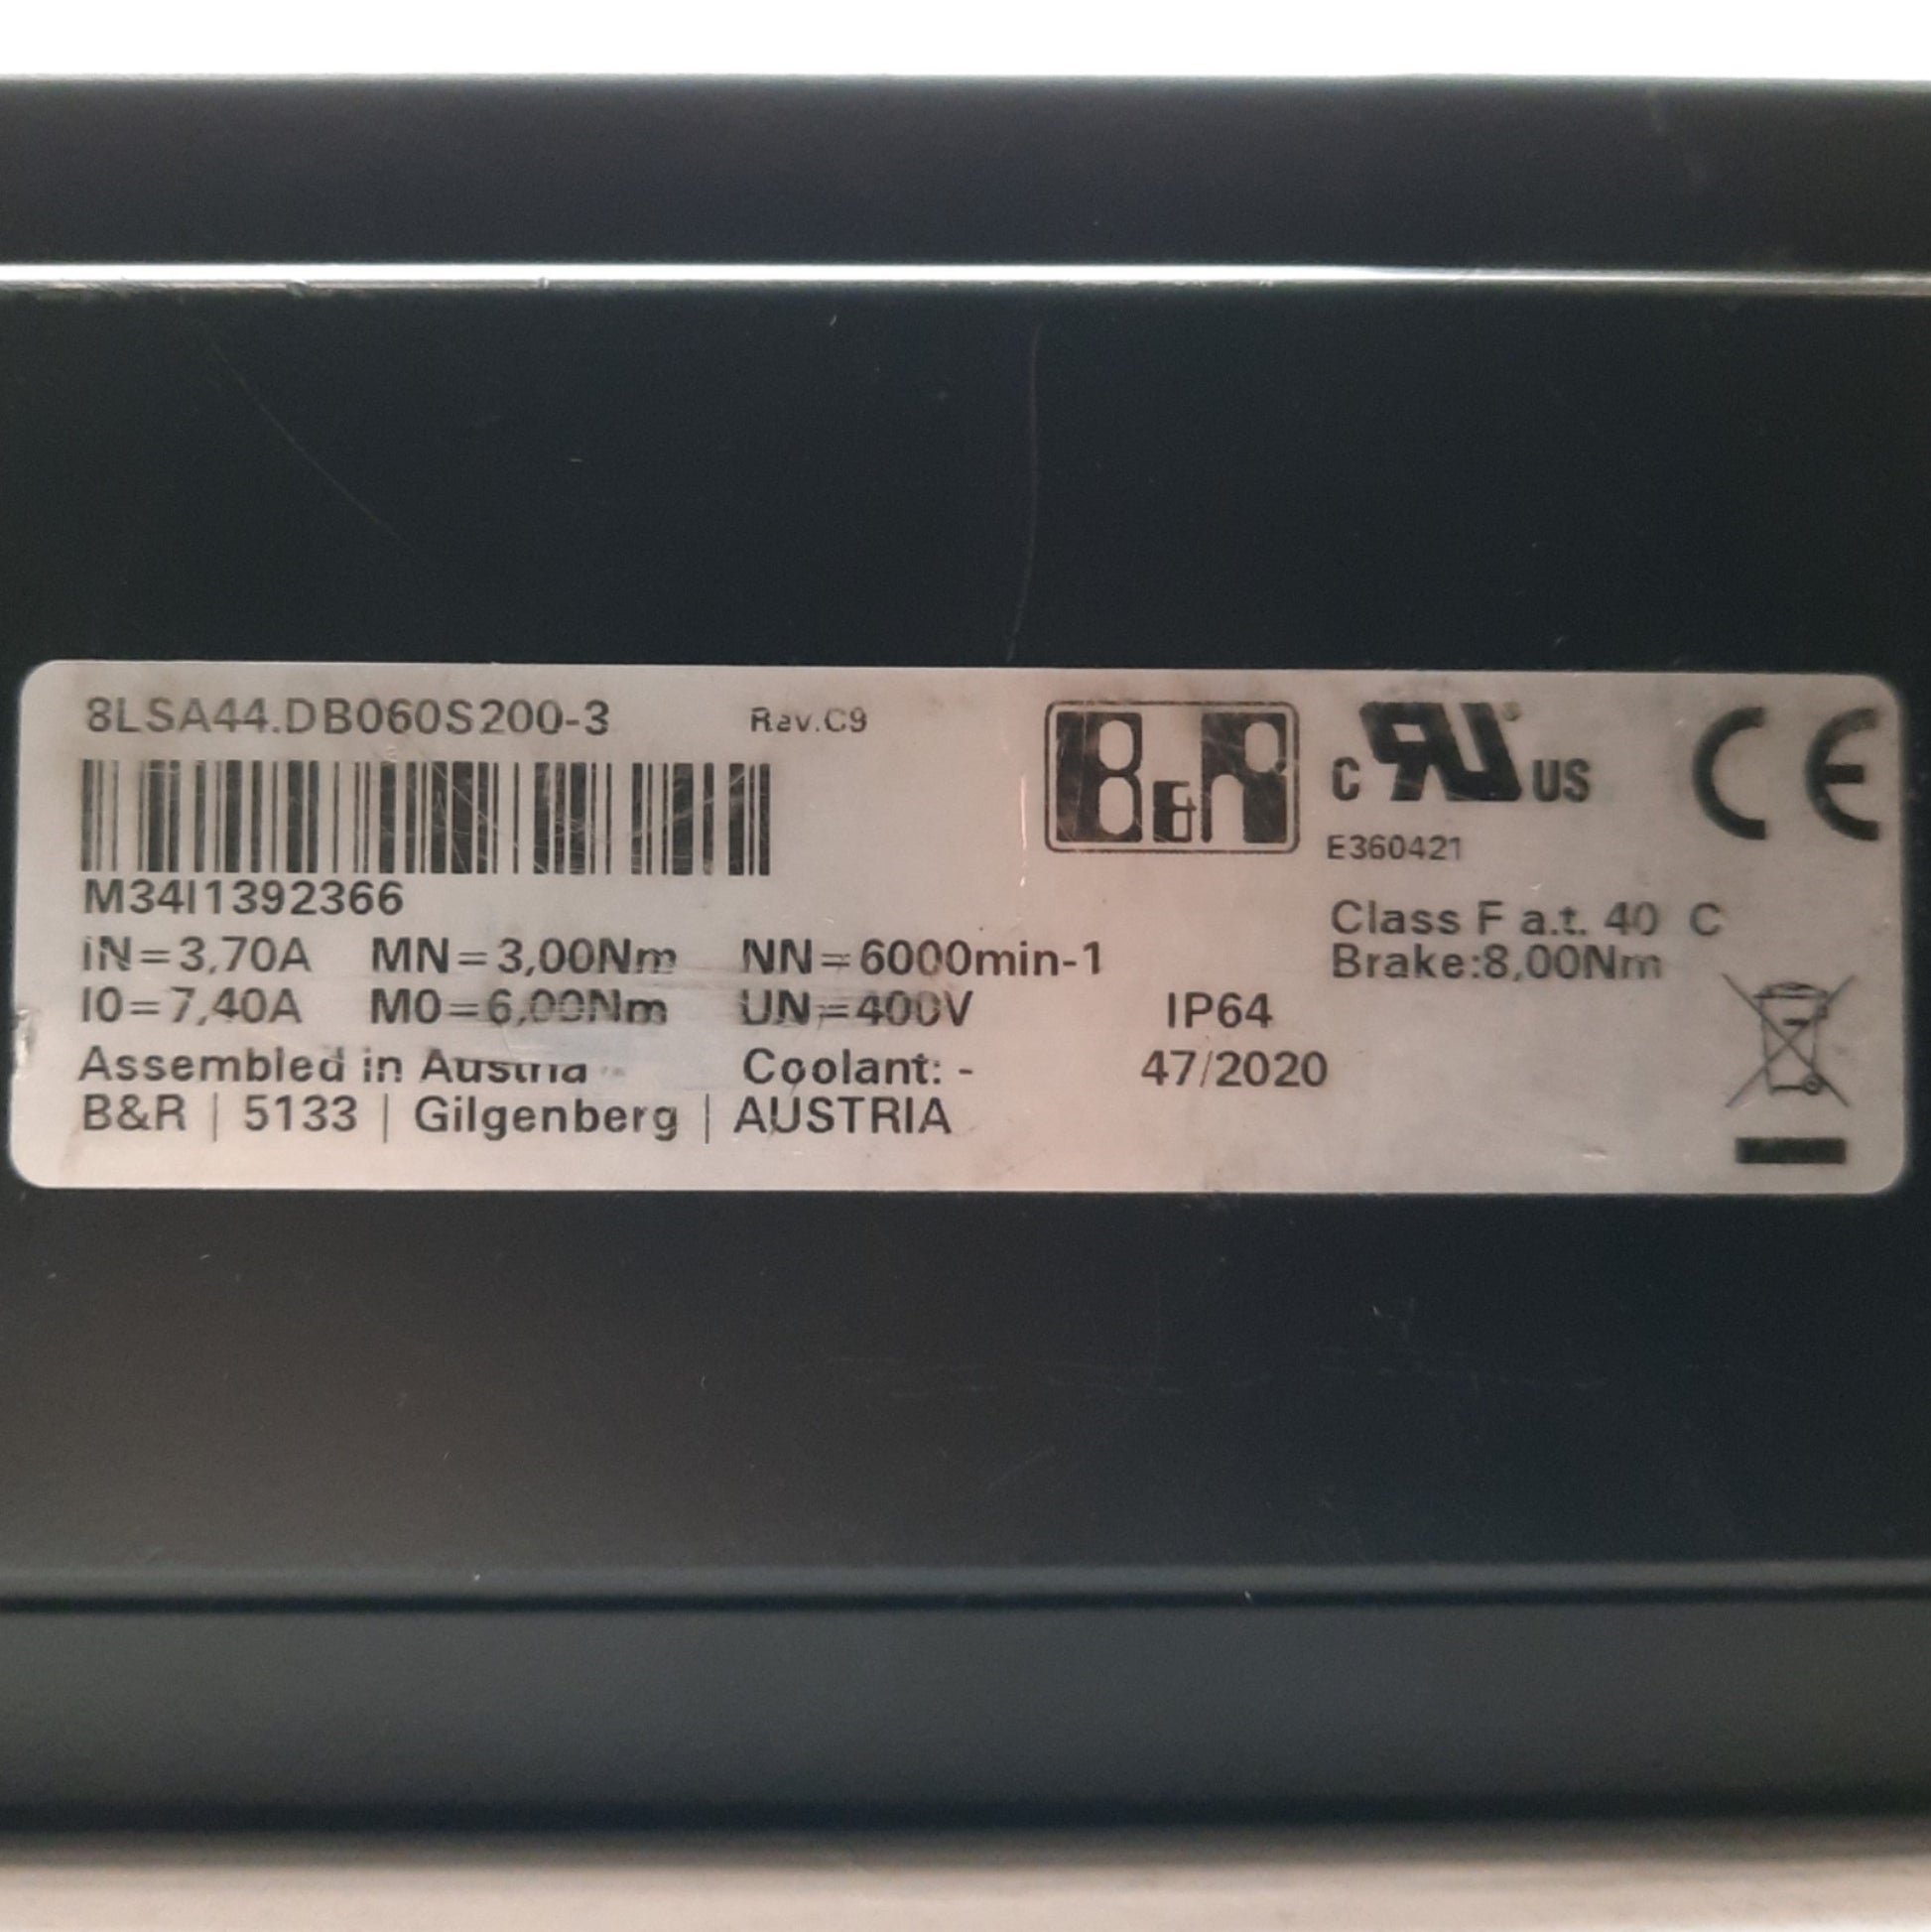 8LSA44.DB060S200-3 Rev.C9
B&R
c RU US
CE
E360421
M34I1392366
IN=3,70A MN=3,00Nm NN=6000min-1
I0=7,40A M0=6,00Nm UN=400V IP64
Class F a.t. 40 C
Brake:8,00Nm
Assembled in Austria Coolant: - 47/2020
B&R | 5133 | Gilgenberg | AUSTRIA